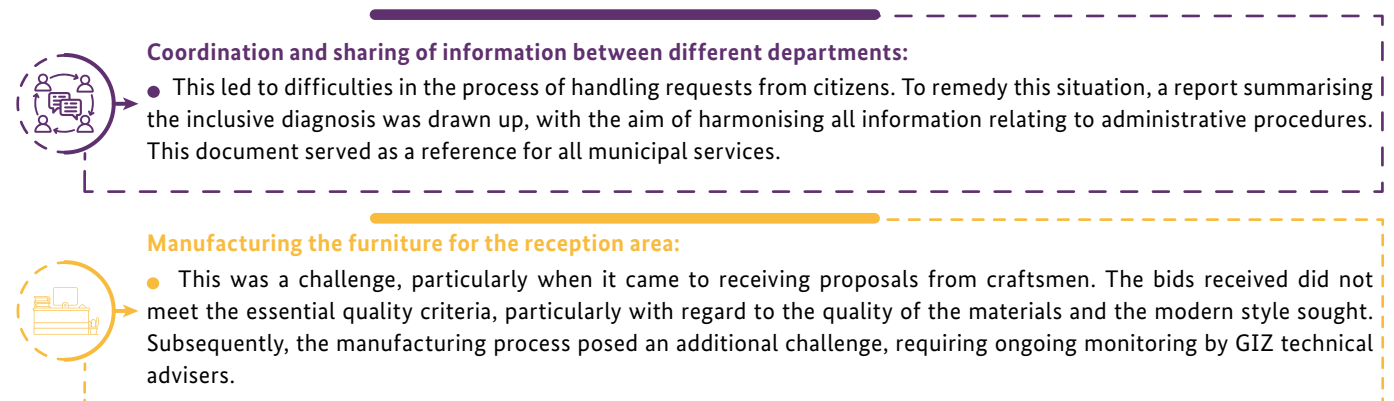 Coordination and sharing of information between different departments:
● This led to difficulties in the process of handling requests from citizens. To remedy this situation, a report summarising
the inclusive diagnosis was drawn up, with the aim of harmonising all information relating to administrative procedures.
This document served as a reference for all municipal services.
Manufacturing the furniture for the reception area:
● This was a challenge, particularly when it came to receiving proposals from craftsmen. The bids received did not
meet the essential quality criteria, particularly with regard to the quality of the materials and the modern style sought.
Subsequently, the manufacturing process posed an additional challenge, requiring ongoing monitoring by GIZ technical
advisers.